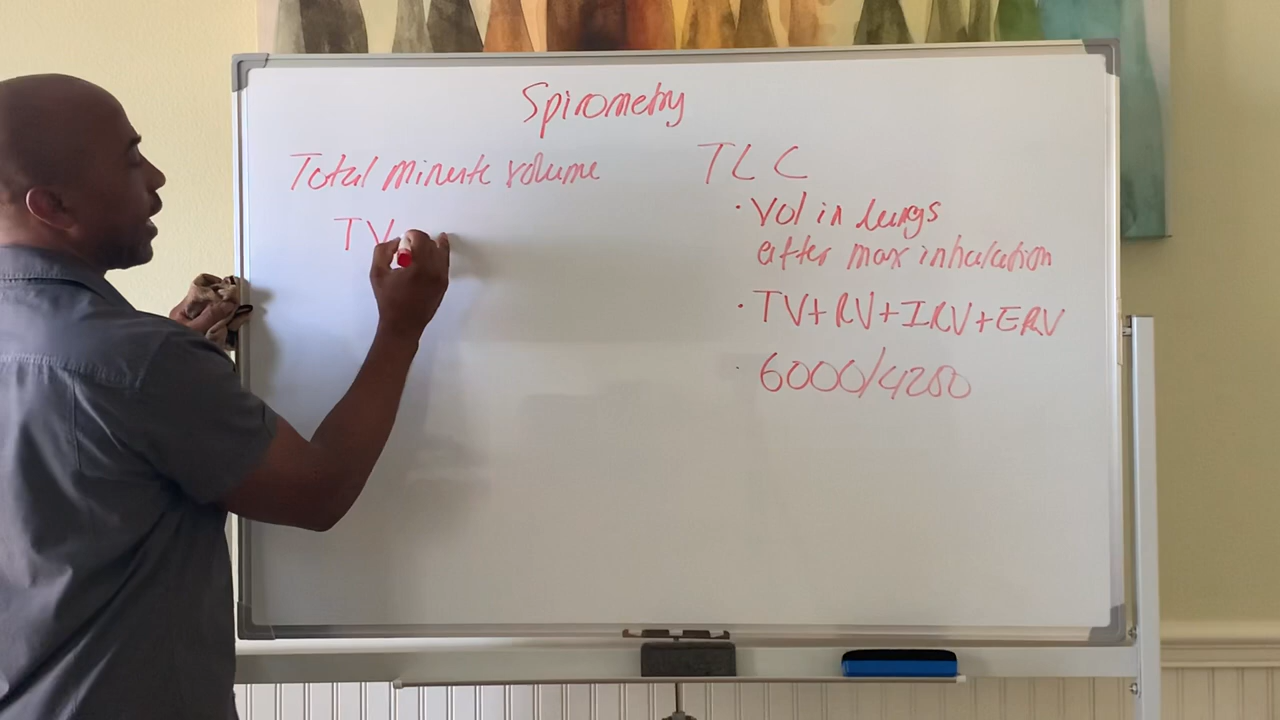 Spirometry
Total minute volume
TV
TLC
• Vol in lungs
after max inhalation
• TV+RV+IRV+ERV
• 6000/4200